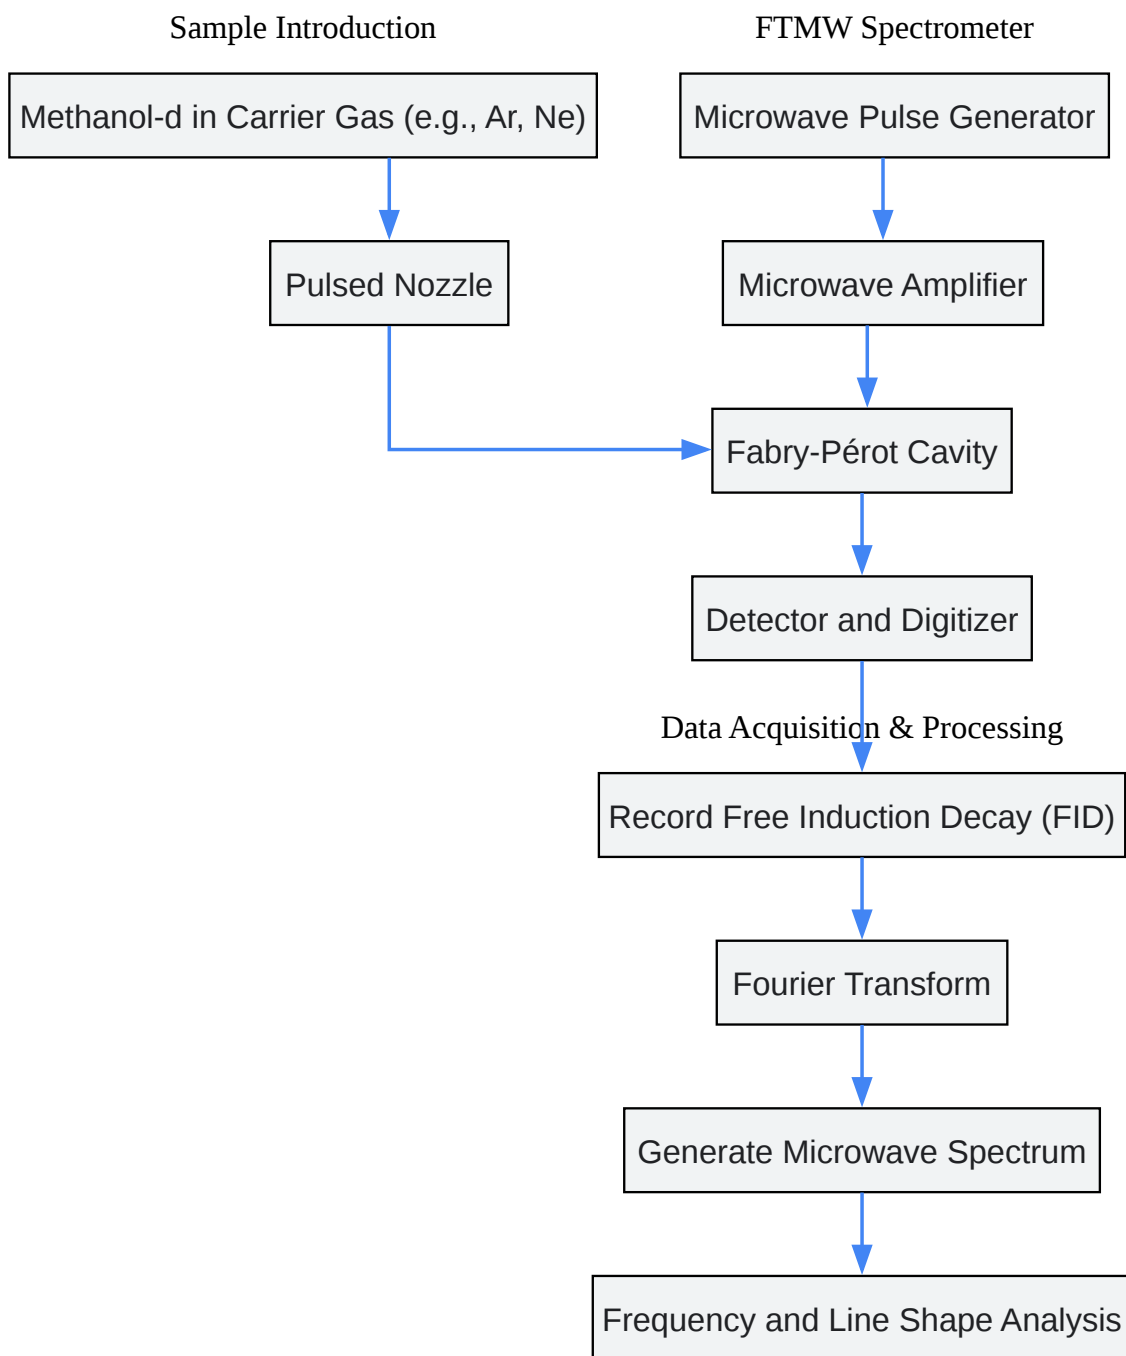 Sample Introduction
FTMW Spectrometer
Methanol-d in Carrier Gas (e.g., Ar, Ne)
Microwave Pulse Generator
Pulsed Nozzle
Microwave Amplifier
Fabry-Pérot Cavity
Detector and Digitizer
Data Acquisition & Processing
Record Free Induction Decay (FID)
Fourier Transform
Generate Microwave Spectrum
Frequency and Line Shape Analysis